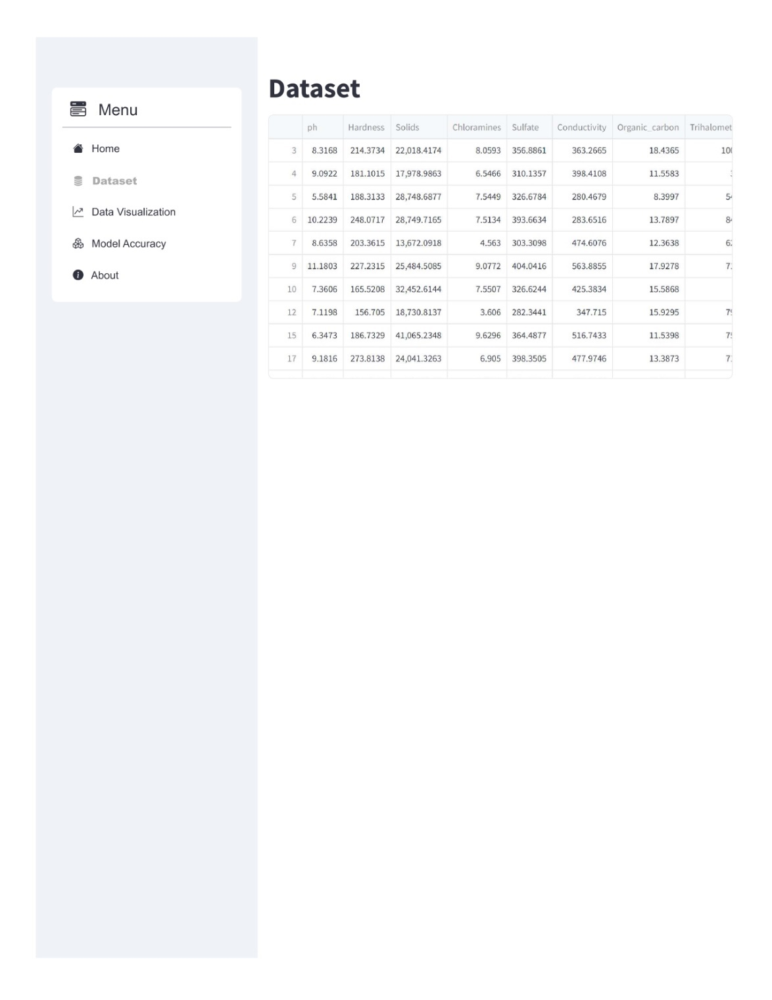 Menu
Home
Dataset
Data Visualization
Model Accuracy
About
Dataset
ph Hardness Solids Chloramines Sulfate Conductivity Organic_carbon Trihalomet
3 8.3168 214.3734 22,018.4174 8.0593 356.8861 363.2665 18.4365
4 9.0922 181.1015 17,978.9863 6.5466 310.1357 398.4108 11.5583
5 5.5841 188.3133 28,748.6877 7.5449 326.6784 280.4679 8.3997
6 10.2239 248.0717 28,749.7165 7.5134 393.6634 283.6516 13.7897
7 8.6358 203.3615 13,672.0918 4.563 303.3098 474.6076 12.3638
9 11.1803 227.2315 25,484.5085 9.0772 404.0416 563.8855 17.9278
10 7.3606 165.5208 32,452.6144 7.5507 326.6244 425.3834 15.5868
12 7.1198 156.705 18,730.8137 3.606 282.3441 347.715 15.9295
15 6.3473 186.7329 41,065.2348 9.6296 364.4877 516.7433 11.5398
17 9.1816 273.8138 24,041.3263 6.905 398.3505 477.9746 13.3873